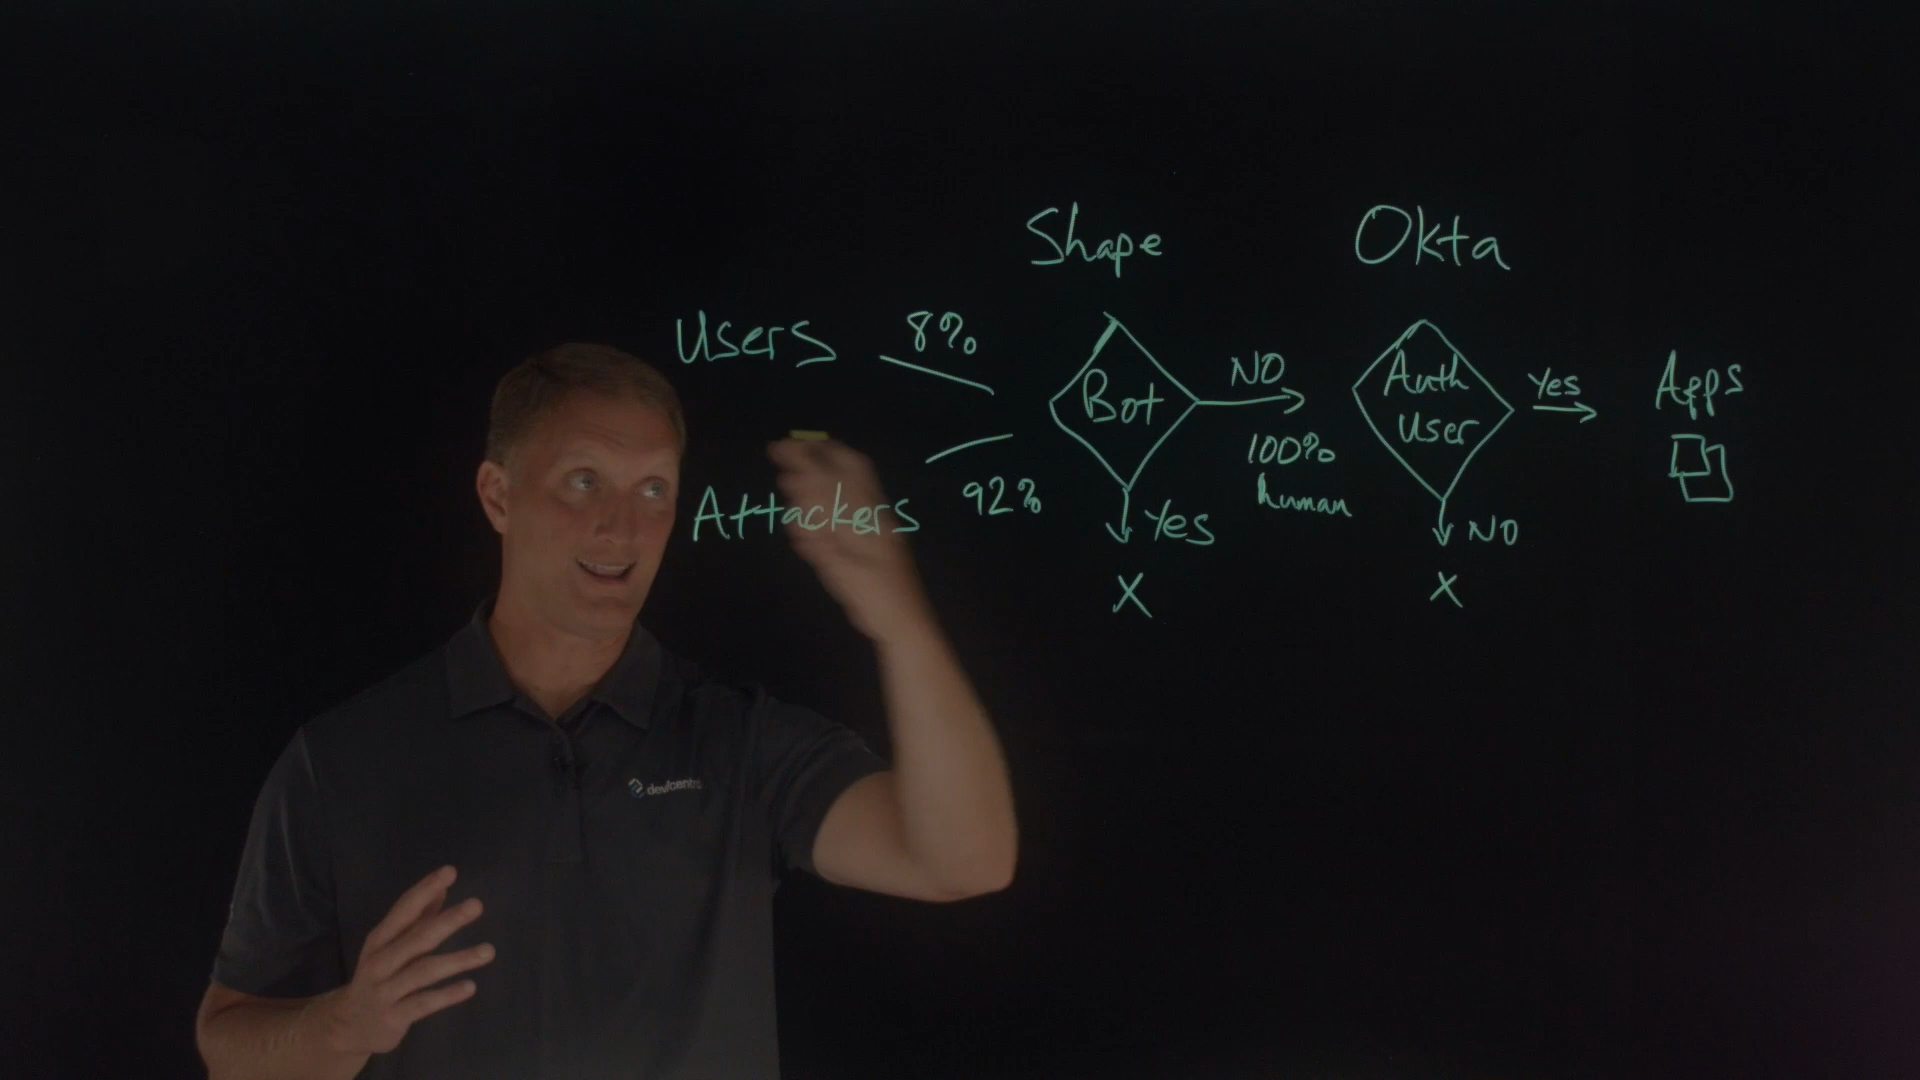 Shape
Okta
Users
8%
Bot
NO
100%
human
Auth
User
Yes
Apps
Attackers
92%
Yes
X
NO
X